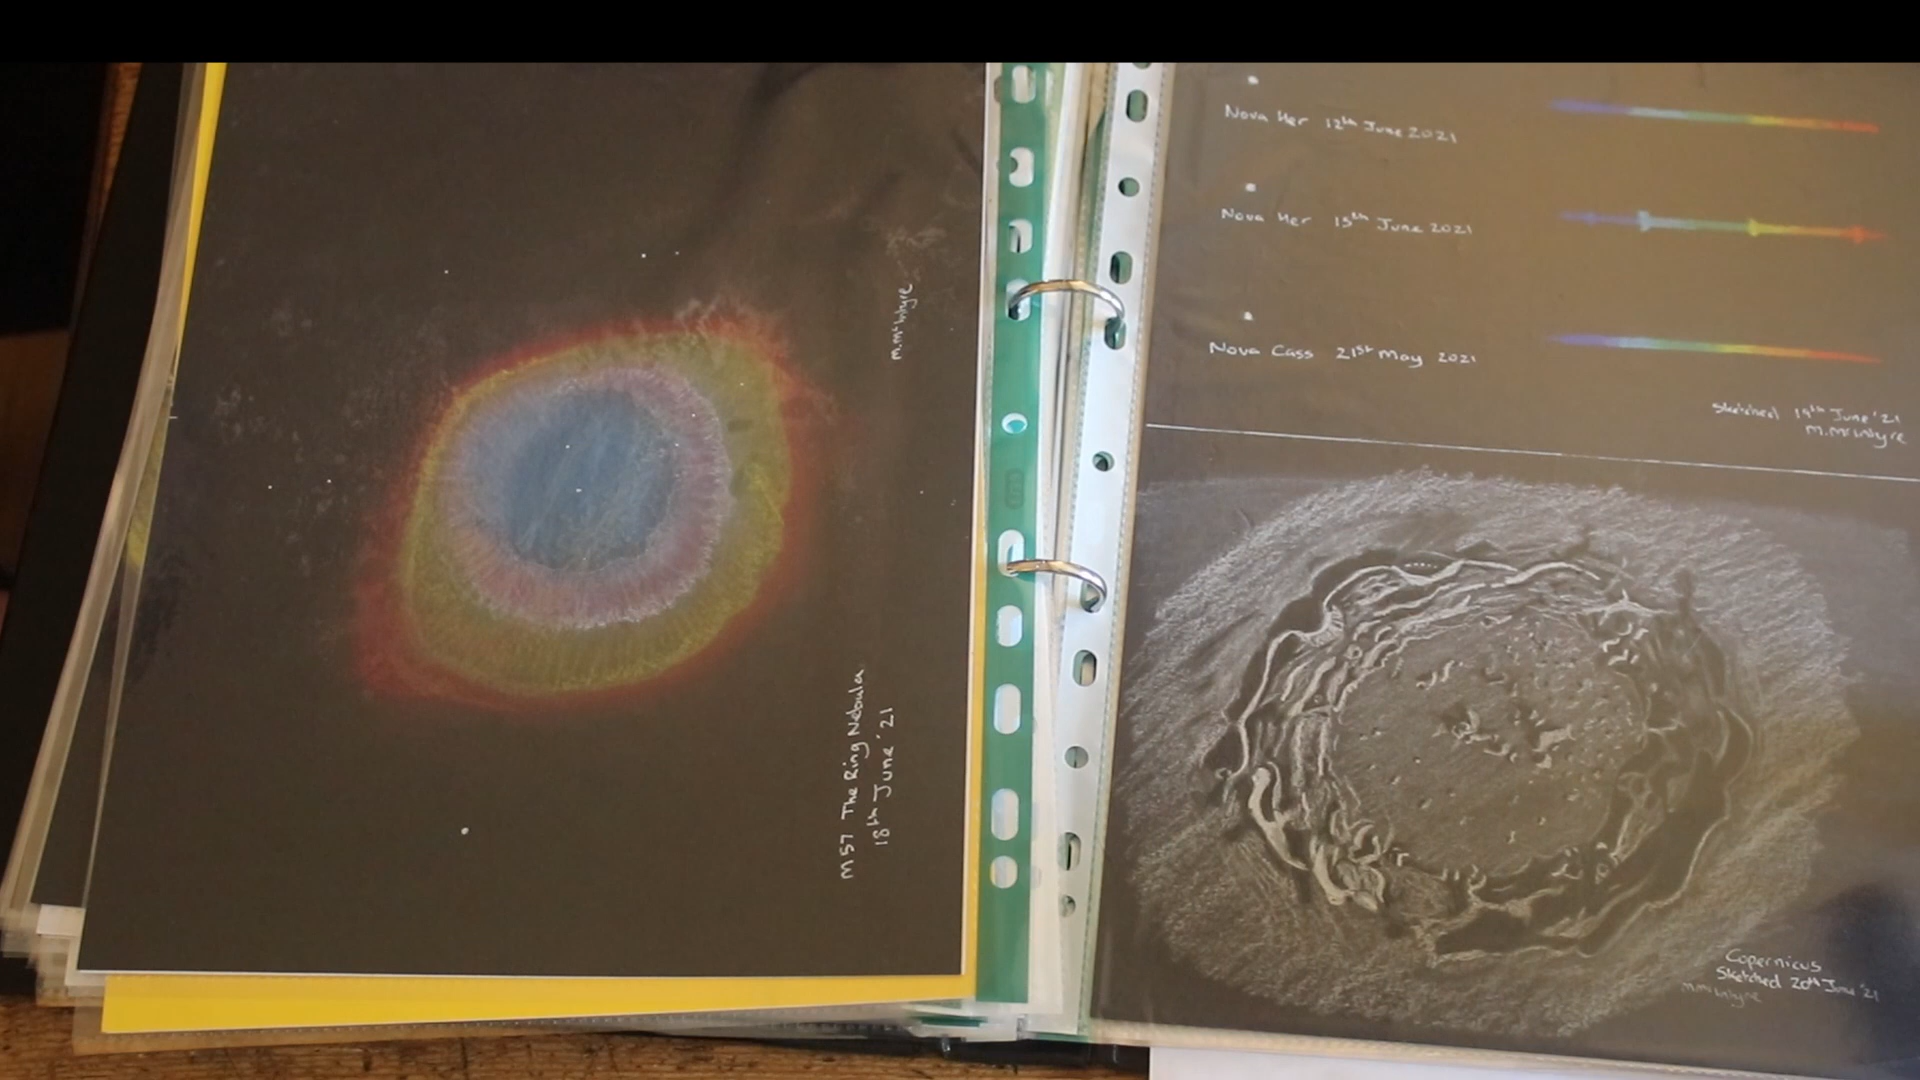 M57 The Ring Nebula
18th June '21
M. McIntyre
Nova Her 12th June 2021
Nova Her 15th June 2021
Nova Cass 21st May 2021
Sketched 19th June '21
M. McIntyre
Copernicus
Sketched 20th June '21
M McIntyre